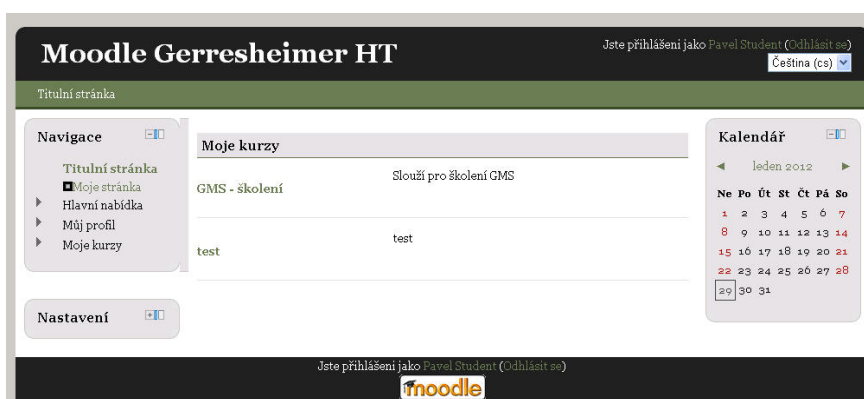 Moodle Gerresheimer HT
Jste přihlášeni jako Pavel Student (Odhlásit se)
Čeština (cs)
Titulní stránka
Navigace
Titulní stránka
Moje stránka
Hlavní nabídka
Můj profil
Moje kurzy
Nastavení
Moje kurzy
GMS - školení
Slouží pro školení GMS
test
test
Kalendář
◄ leden 2012 ►
Ne Po Út St Čt Pá So
1 2 3 4 5 6 7
8 9 10 11 12 13 14
15 16 17 18 19 20 21
22 23 24 25 26 27 28
29 30 31
Jste přihlášeni jako Pavel Student (Odhlásit se)
moodle